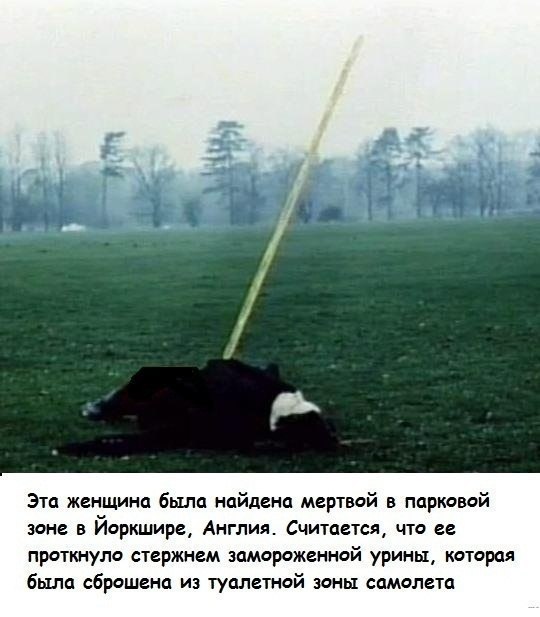 Эта женщина была найдена мертвой в парковой
зоне в Йоркшире, Англия. Считается, что ее
проткнуло стержнем замороженной урины, которая
была сброшена из туалетной зоны самолета